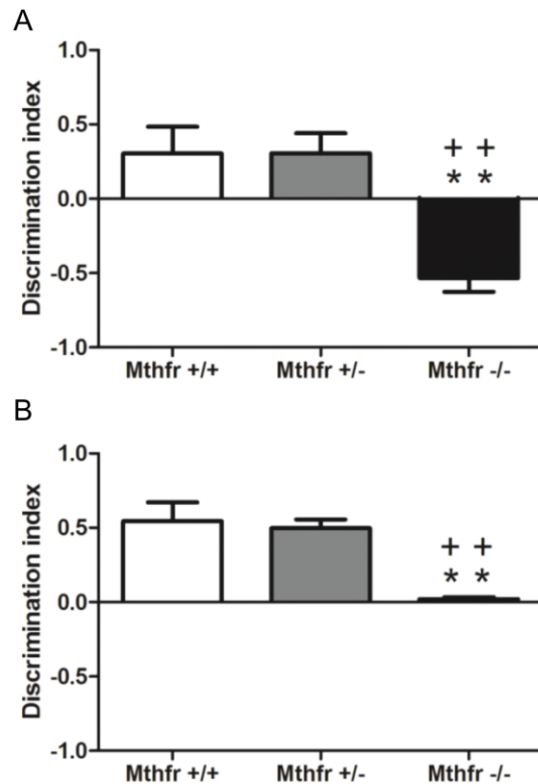 A
Discrimination index
1.0
0.5
+ +
* *
0.0
-0.5
-1.0
Mthfr +/+ Mthfr +/- Mthfr -/-
B
Discrimination index
1.0
0.5
+ +
* *
0.0
-0.5
-1.0
Mthfr +/+ Mthfr +/- Mthfr -/-